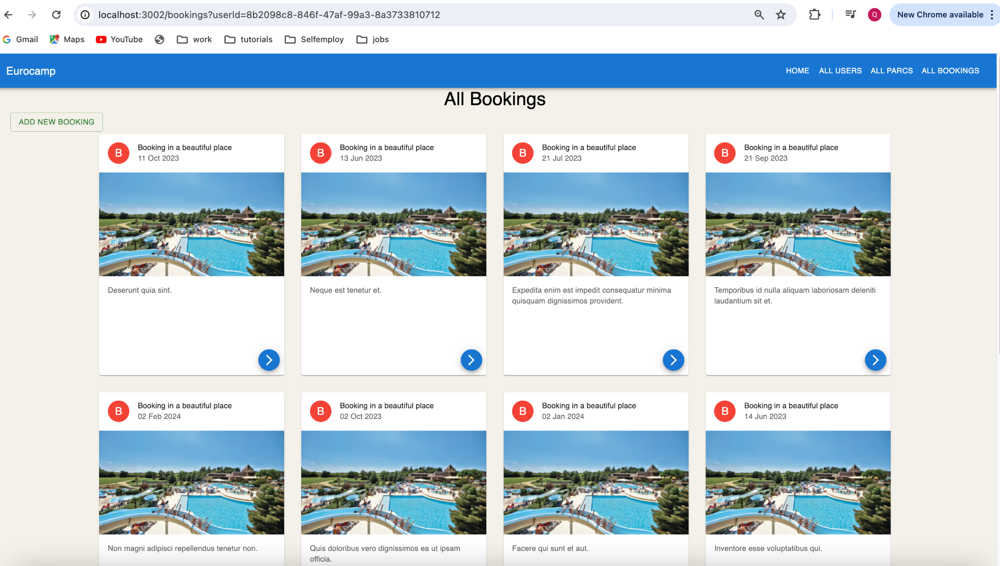 localhost:3002/bookings?userId=8b2098c8-846f-47af-99a3-8a3733810712
Q
New Chrome available
Gmail
Maps
YouTube
work
tutorials
Selfemploy
jobs
Eurocamp
HOME
ALL USERS
ALL PARCS
ALL BOOKINGS
All Bookings
ADD NEW BOOKING
B
Booking in a beautiful place
11 Oct 2023
Deserunt quia sint.
B
Booking in a beautiful place
13 Jun 2023
Neque est tenetur et.
B
Booking in a beautiful place
21 Jul 2023
Expedita enim est impedit consequatur minima
quisquam dignissimos provident.
B
Booking in a beautiful place
21 Sep 2023
Temporibus id nulla aliquam laboriosam deleniti
laudantium sit et.
B
Booking in a beautiful place
02 Feb 2024
Non magni adipisci repellendus tenetur non.
B
Booking in a beautiful place
02 Oct 2023
Quis doloribus vero dignissimos ea ut ipsam
officia.
B
Booking in a beautiful place
02 Jan 2024
Facere qui sunt et aut.
B
Booking in a beautiful place
14 Jun 2023
Inventore esse voluptatibus qui.